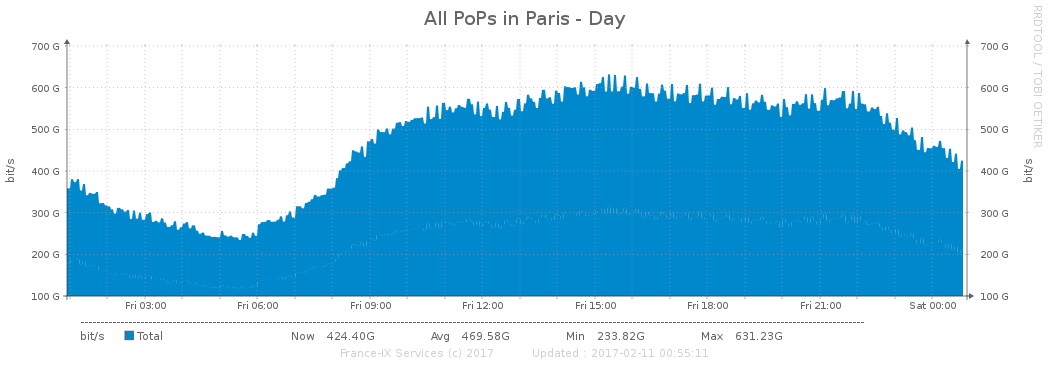 All PoPs in Paris - Day
RRDTOOL / TOBI OETIKER
700 G 700 G
600 G 600 G
500 G 500 G
400 G 400 G
300 G 300 G
200 G 200 G
100 G 100 G
bit/s bit/s
Fri 03:00 Fri 06:00 Fri 09:00 Fri 12:00 Fri 15:00 Fri 18:00 Fri 21:00 Sat 00:00
bit/s Total Now 424.40G Avg 469.58G Min 233.82G Max 631.23G
France-IX Services (c) 2017 Updated : 2017-02-11 00:55:11